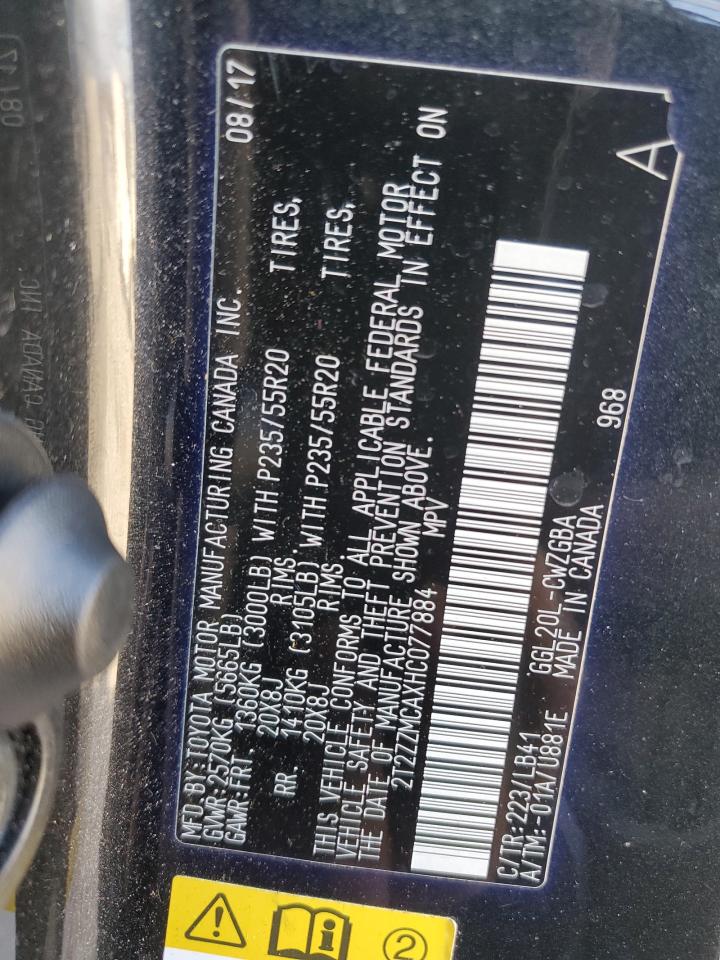 MFD BY:TOYOTA MOTOR MANUFACTURING CANADA INC. 08/17
GVWR:2570KG (5665LB)
GAWR:FRT 1360KG (3000LB) WITH P235/55R20 TIRES,
20X8J RIMS
RR. 1410KG (3105LB) WITH P235/55R20 TIRES,
20X8J RIMS
THIS VEHICLE CONFORMS TO ALL APPLICABLE FEDERAL MOTOR
VEHICLE SAFETY AND THEFT PREVENTION STANDARDS IN EFFECT ON
THE DATE OF MANUFACTURE SHOWN ABOVE.
2T2ZZMCAXHC077884 MPV
968
C/TR:223/LB41 GGL20L-CWZGBA
A/TM:-01A/U881E MADE IN CANADA
A
2